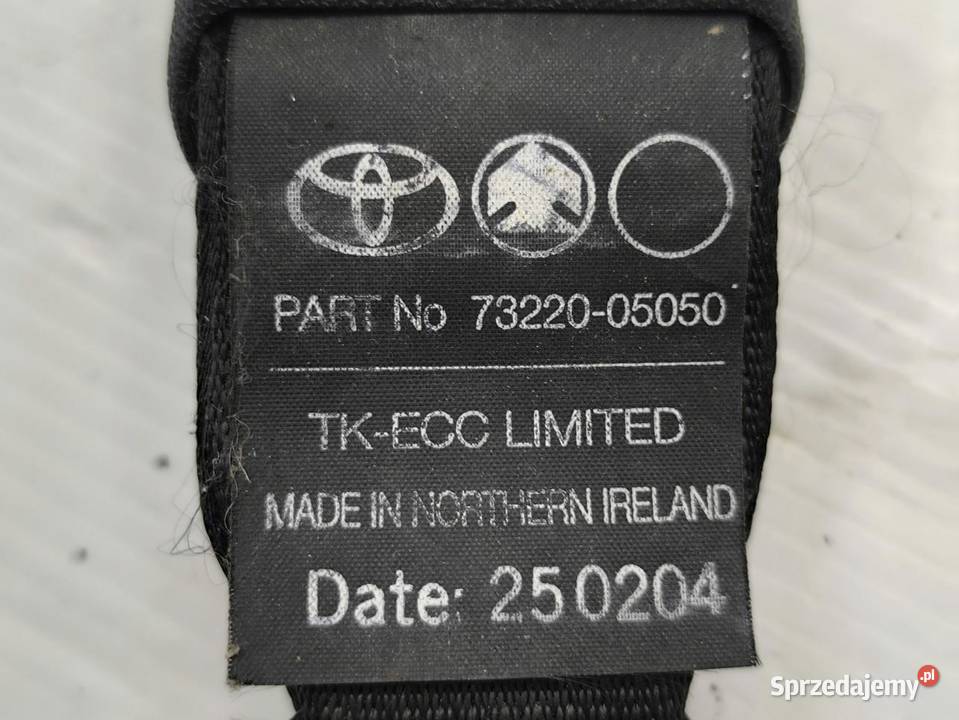 PART No 73220-05050
TK-ECC LIMITED
MADE IN NORTHERN IRELAND
Date: 250204
Sprzedajemy.pl